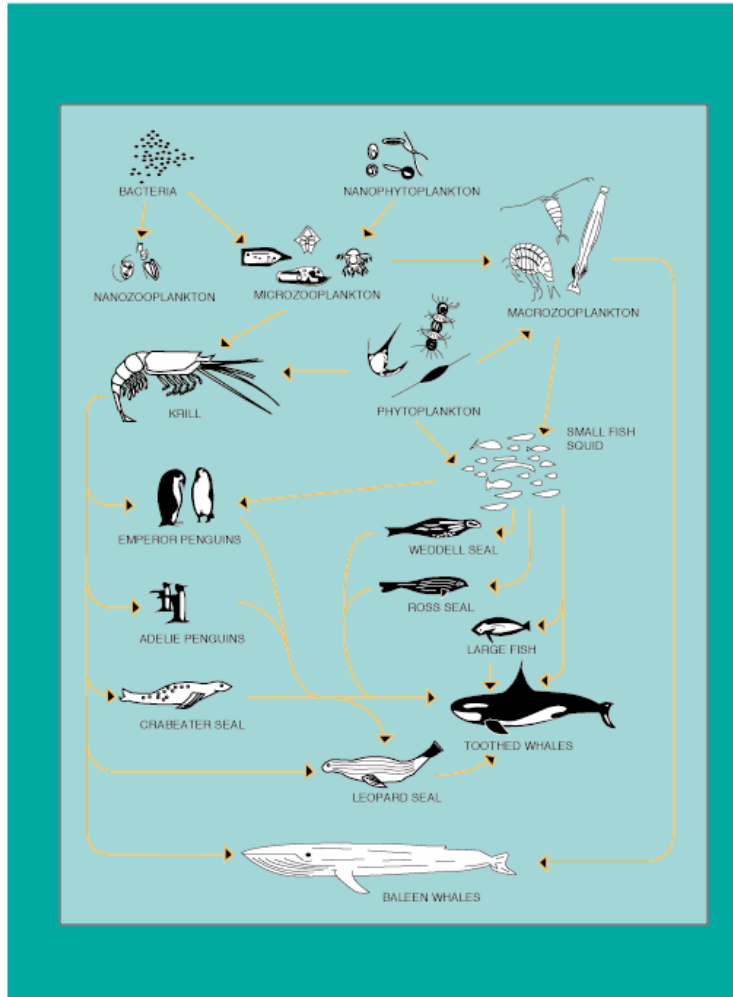 BACTERIA
NANOPHYTOPLANKTON
NANOZOOPLANKTON
MICROZOOPLANKTON
MACROZOOPLANKTON
KRILL
PHYTOPLANKTON
SMALL FISH
SQUID
EMPEROR PENGUINS
WEDDELL SEAL
ROSS SEAL
ADELIE PENGUINS
LARGE FISH
CRABEATER SEAL
TOOTHED WHALES
LEOPARD SEAL
BALEEN WHALES